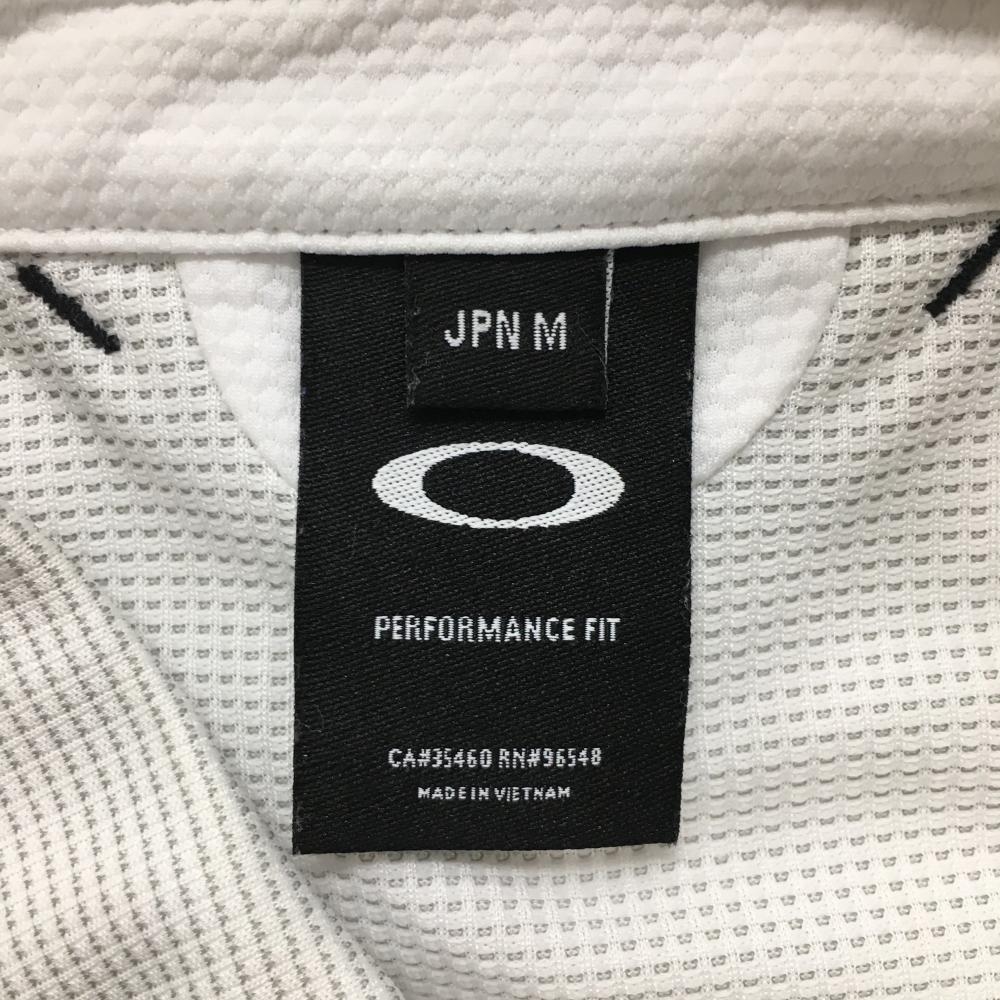 JPN M
PERFORMANCE FIT
CA#35460 RN#96548
MADE IN VIETNAM